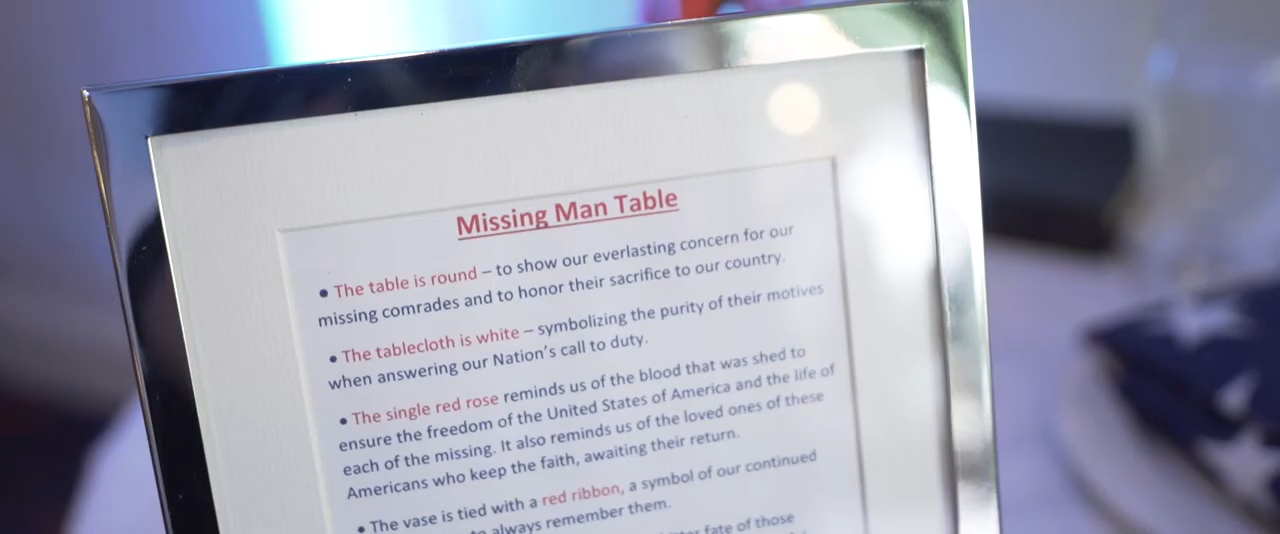 Missing Man Table
• The table is round – to show our everlasting concern for our
missing comrades and to honor their sacrifice to our country.
• The tablecloth is white – symbolizing the purity of their motives
when answering our Nation's call to duty.
• The single red rose reminds us of the blood that was shed to
ensure the freedom of the United States of America and the life of
each of the missing. It also reminds us of the loved ones of these
Americans who keep the faith, awaiting their return.
• The vase is tied with a red ribbon, a symbol of our continued
to always remember them.
fate of those